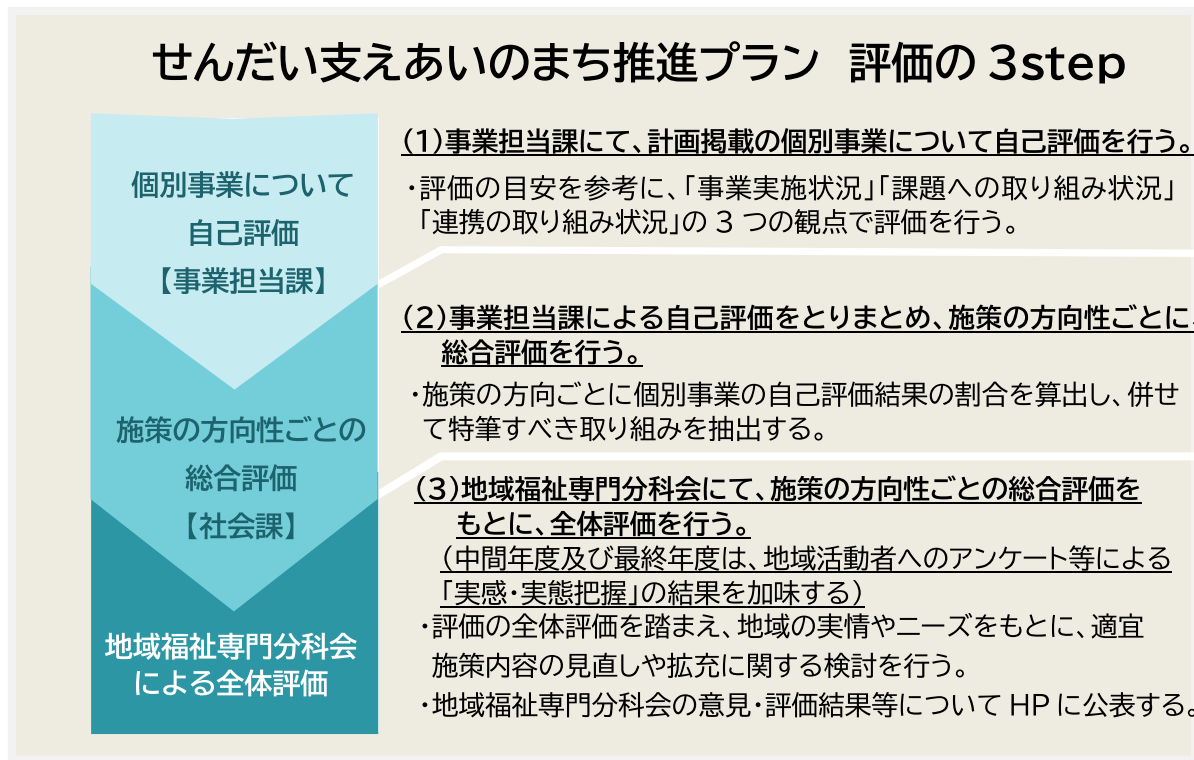 せんだい支えあいのまち推進プラン　評価の 3step
個別事業について
自己評価
【事業担当課】
（1）事業担当課にて、計画掲載の個別事業について自己評価を行う。
・評価の目安を参考に、「事業実施状況」「課題への取り組み状況」
「連携の取り組み状況」の 3 つの観点で評価を行う。
施策の方向性ごとの
総合評価
【社会課】
（2）事業担当課による自己評価をとりまとめ、施策の方向性ごとに、
総合評価を行う。
・施策の方向ごとに個別事業の自己評価結果の割合を算出し、併せ
て特筆すべき取り組みを抽出する。
地域福祉専門分科会
による全体評価
（3）地域福祉専門分科会にて、施策の方向性ごとの総合評価を
もとに、全体評価を行う。
（中間年度及び最終年度は、地域活動者へのアンケート等による
「実感・実態把握」の結果を加味する）
・評価の全体評価を踏まえ、地域の実情やニーズをもとに、適宜
施策内容の見直しや拡充に関する検討を行う。
・地域福祉専門分科会の意見・評価結果等について HP に公表する。